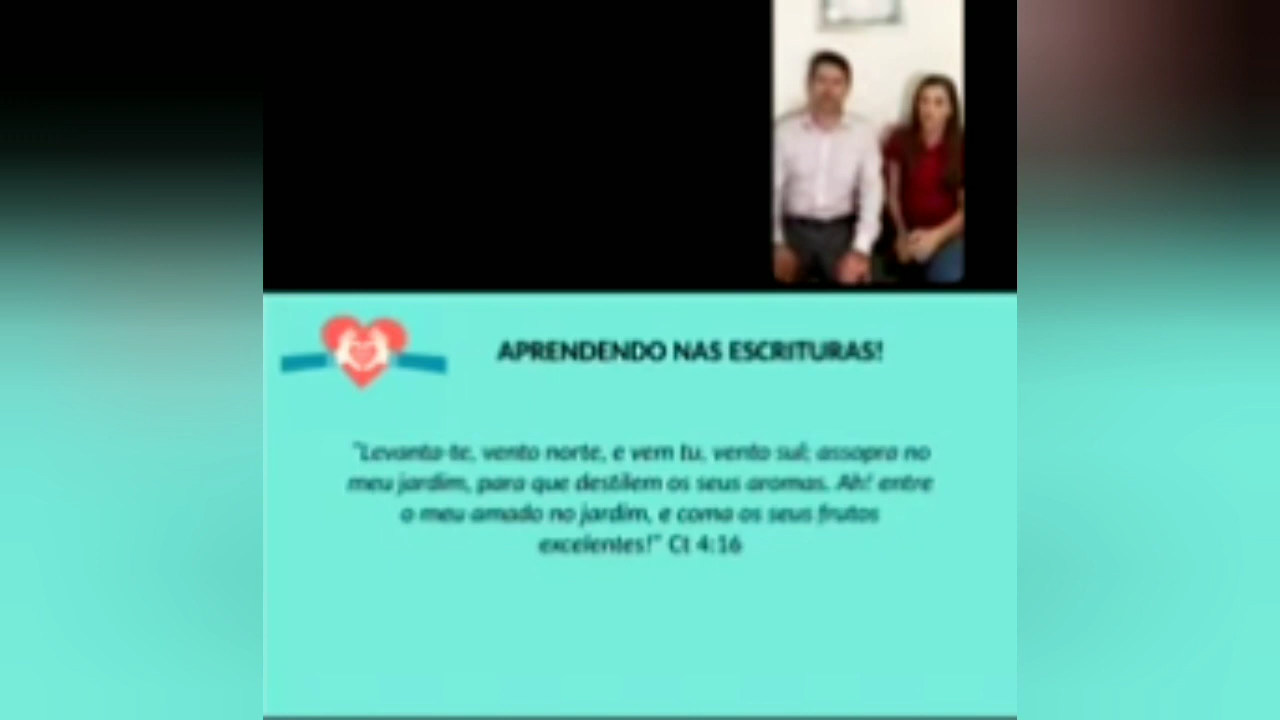 APRENDENDO NAS ESCRITURAS!
"Levanta-te, vento norte, e vem tu, vento sul; assopra no
meu jardim, para que destilem os seus aromas. Ah! entre
o meu amado no jardim, e coma os seus frutos
excelentes!" Ct 4:16